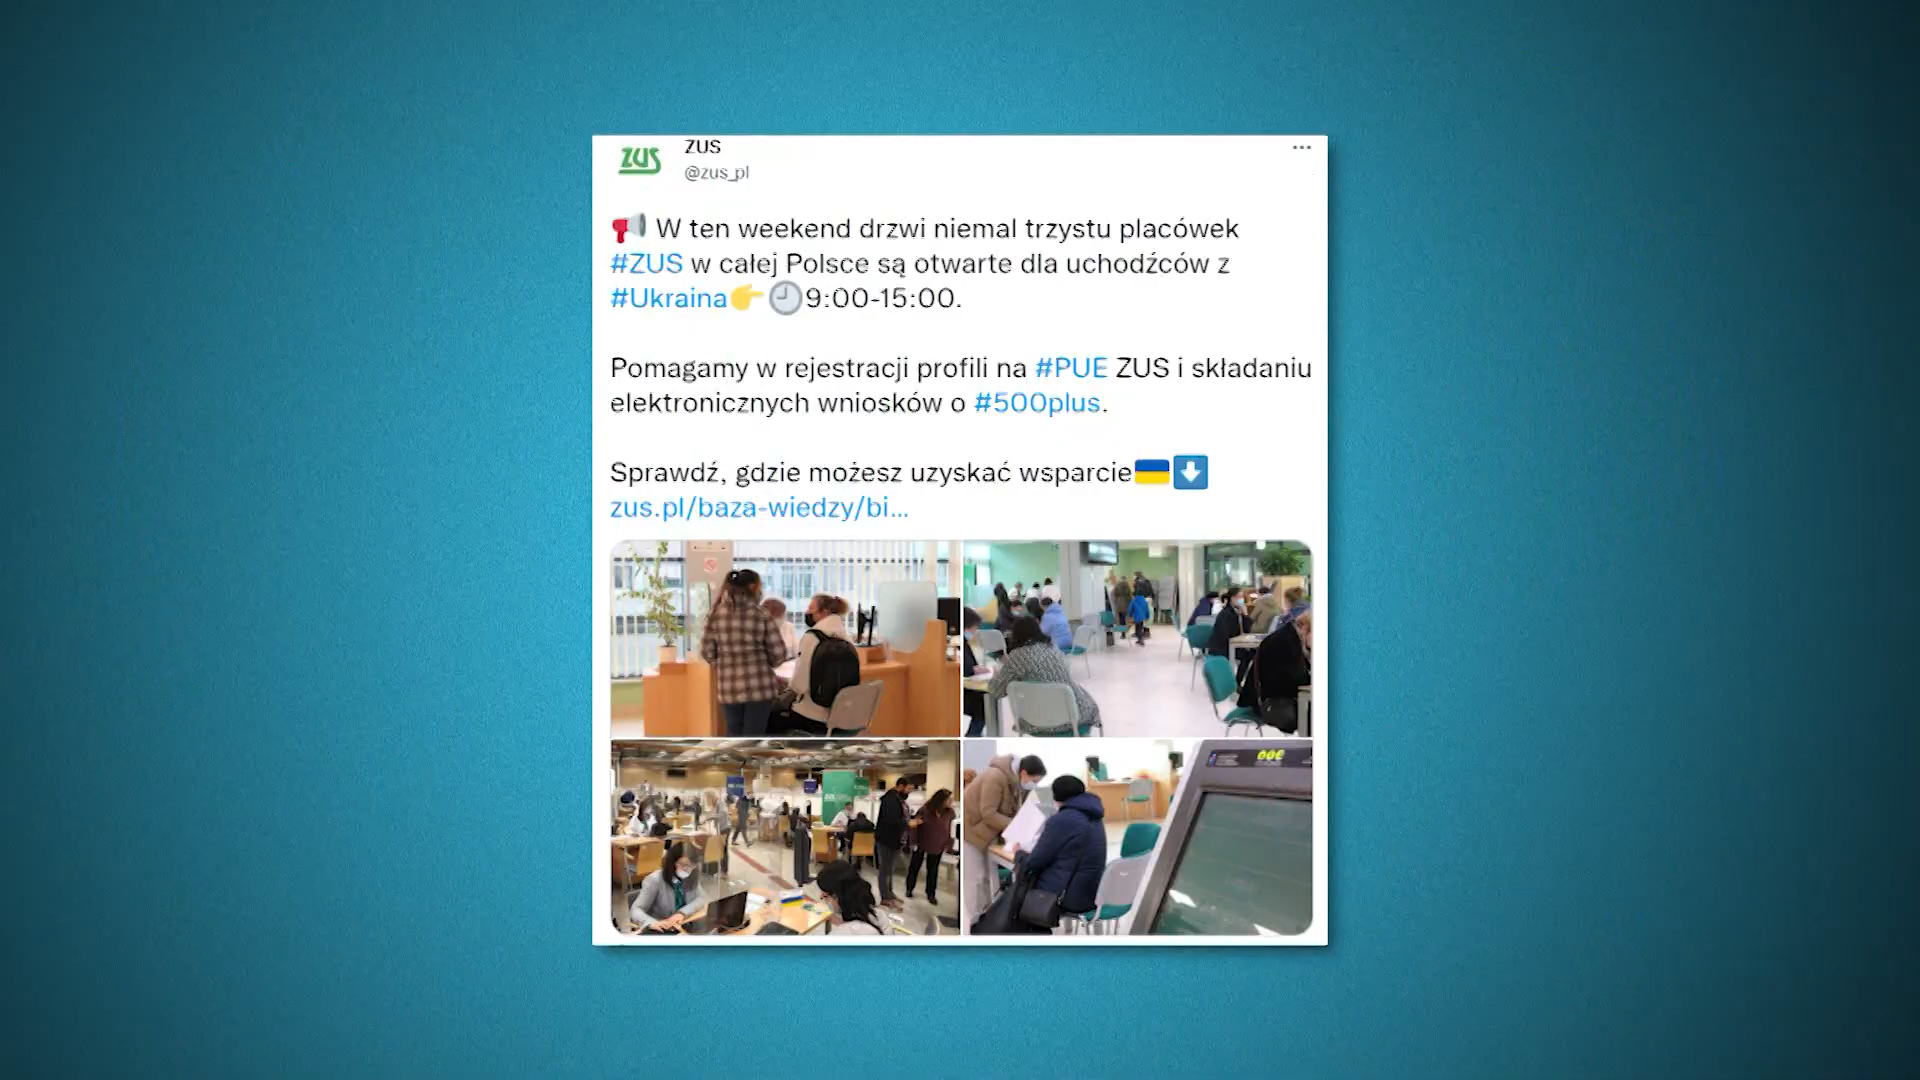 ZUS
ZUS
@zus_pl
W ten weekend drzwi niemal trzystu placówek
#ZUS w całej Polsce są otwarte dla uchodźców z
#Ukraina 9:00-15:00.
Pomagamy w rejestracji profili na #PUE ZUS i składaniu
elektronicznych wniosków o #500plus.
Sprawdź, gdzie możesz uzyskać wsparcie
zus.pl/baza-wiedzy/bi...